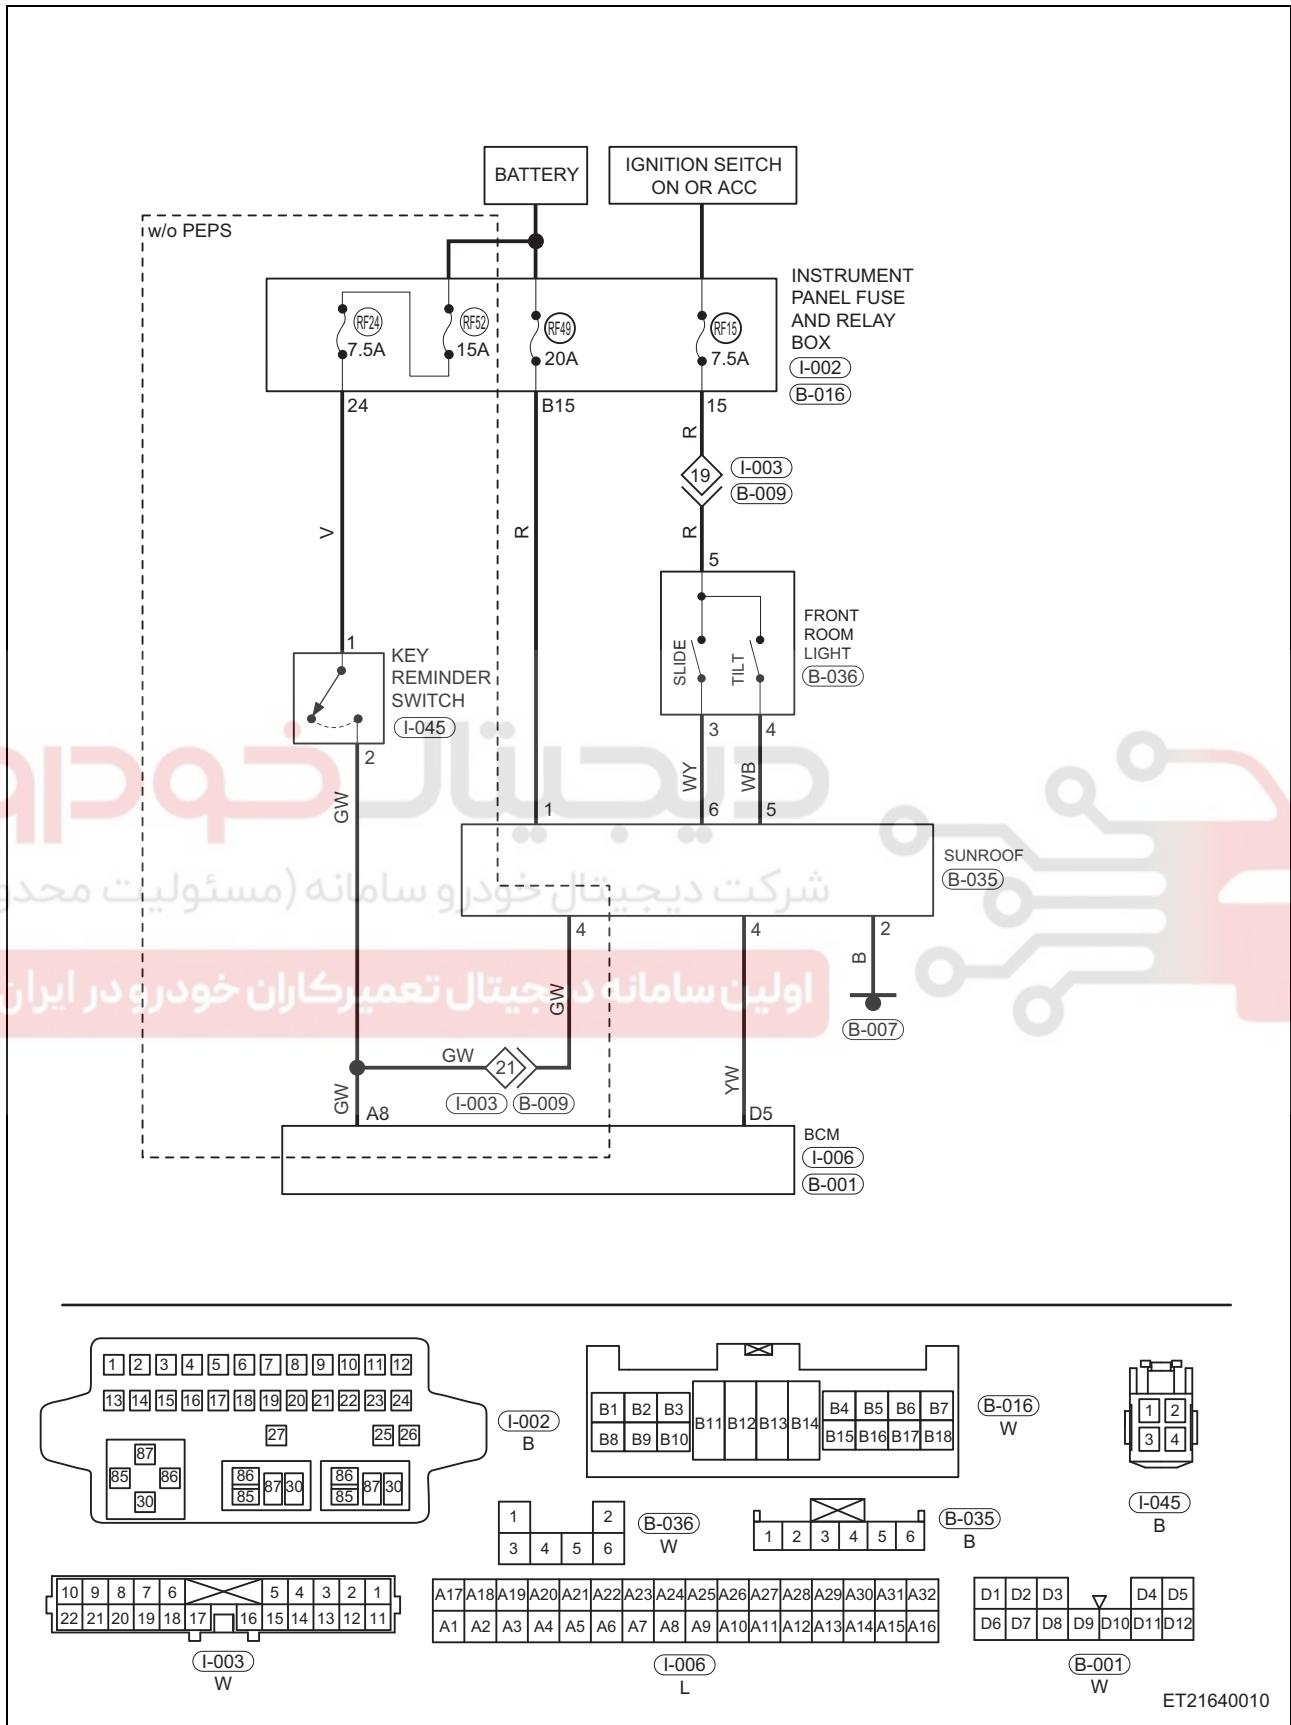 BATTERY
IGNITION SEITCH
ON OR ACC
w/o PEPS
INSTRUMENT
PANEL FUSE
AND RELAY
BOX
I-002
B-016
RF24
7.5A
RF52
15A
RF49
20A
RF15
7.5A
24
B15
15
R
19
I-003
B-009
V
R
R
5
SLIDE
TILT
FRONT
ROOM
LIGHT
B-036
1
KEY
REMINDER
SWITCH
I-045
2
3
4
دیجیتال خودرو
GW
WY
WB
1
6
5
SUNROOF
B-035
شرکت دیجیتال خودرو سامانه (مسئولیت محدو
4
4
2
B
اولین سامانه دیجیتال تعمیرکاران خودرو در ایران
GW
B-007
GW
21
I-003
B-009
GW
YW
A8
D5
BCM
I-006
B-001
1 2 3 4 5 6 7 8 9 10 11 12
13 14 15 16 17 18 19 20 21 22 23 24
27 25 26
87
85 86
30
86
85
87 30
86
85
87 30
I-002
B
B1 B2 B3 B11 B12 B13 B14 B4 B5 B6 B7
B8 B9 B10 B15 B16 B17 B18
B-016
W
1 2
3 4
I-045
B
1 2
3 4 5 6
B-036
W
1 2 3 4 5 6
B-035
B
10 9 8 7 6 5 4 3 2 1
22 21 20 19 18 17 16 15 14 13 12 11
I-003
W
A17 A18 A19 A20 A21 A22 A23 A24 A25 A26 A27 A28 A29 A30 A31 A32
A1 A2 A3 A4 A5 A6 A7 A8 A9 A10 A11 A12 A13 A14 A15 A16
I-006
L
D1 D2 D3 D4 D5
D6 D7 D8 D9 D10 D11 D12
B-001
W
ET21640010